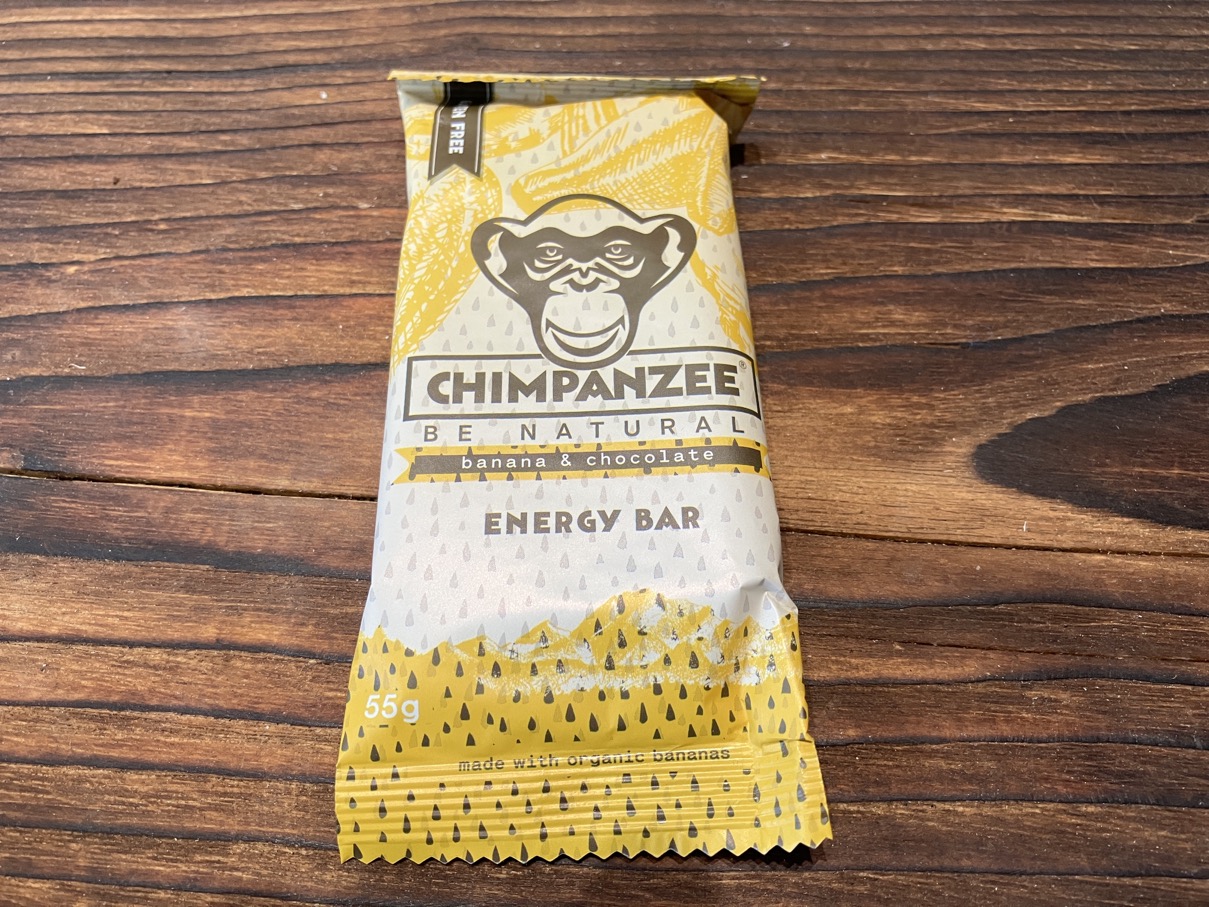 FREE
CHIMPANZEE®
BE NATURAL
banana & chocolate
ENERGY BAR
55g
made with organic bananas